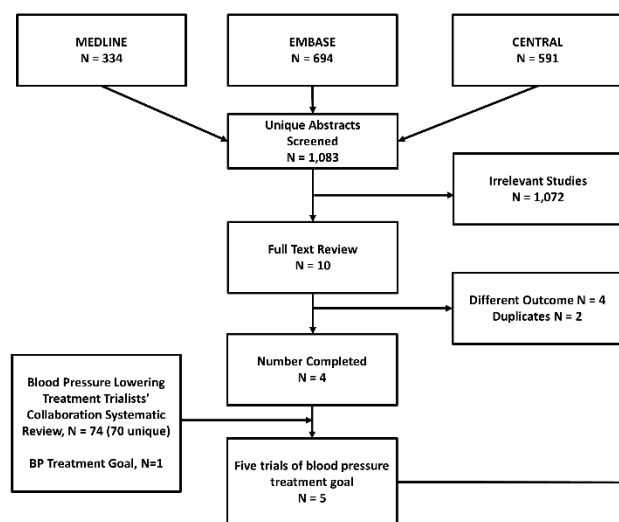 MEDLINE
N = 334
EMBASE
N = 694
CENTRAL
N = 591
Unique Abstracts
Screened
N = 1,083
Irrelevant Studies
N = 1,072
Full Text Review
N = 10
Different Outcome N = 4
Duplicates N = 2
Number Completed
N = 4
Blood Pressure Lowering
Treatment Trialists'
Collaboration Systematic
Review, N = 74 (70 unique)
BP Treatment Goal, N=1
Five trials of blood pressure
treatment goal
N = 5